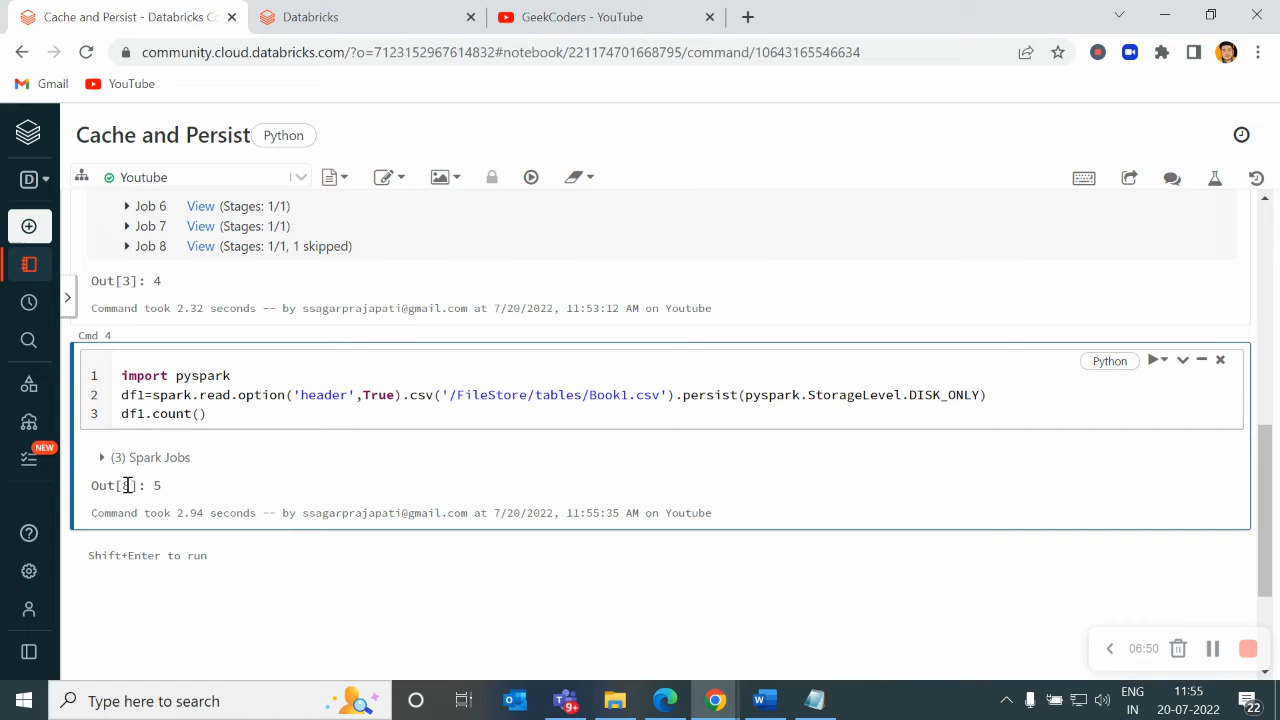 Cache and Persist - Databricks Co
Databricks
GeekCoders - YouTube
community.cloud.databricks.com/?o=7123152967614832#notebook/221174701668795/command/10643165546634
Gmail
YouTube
Cache and Persist
Python
D
Youtube
Job 6 View (Stages: 1/1)
Job 7 View (Stages: 1/1)
Job 8 View (Stages: 1/1, 1 skipped)
Out[3]: 4
Command took 2.32 seconds -- by ssagarprajapati@gmail.com at 7/20/2022, 11:53:12 AM on Youtube
Cmd 4
Python
1 import pyspark
2 df1=spark.read.option('header',True).csv('/FileStore/tables/Book1.csv').persist(pyspark.StorageLevel.DISK_ONLY)
3 df1.count()
(3) Spark Jobs
Out[8]: 5
Command took 2.94 seconds -- by ssagarprajapati@gmail.com at 7/20/2022, 11:55:35 AM on Youtube
Shift+Enter to run
NEW
06:50
Type here to search
9+
ENG
IN
11:55
20-07-2022
22